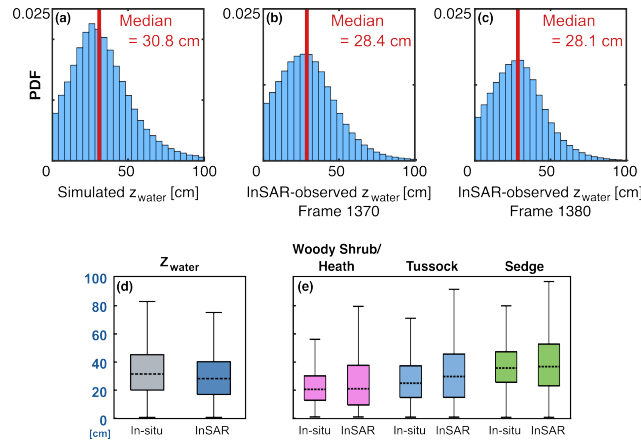 0.025
(a)
Median
= 30.8 cm
PDF
0
0
50
100
Simulated z_water [cm]
0.025
(b)
Median
= 28.4 cm
0
0
50
100
InSAR-observed z_water [cm]
Frame 1370
0.025
(c)
Median
= 28.1 cm
0
0
50
100
InSAR-observed z_water [cm]
Frame 1380
Z_water
(d)
100
80
60
40
20
0
[cm]
In-situ InSAR
Woody Shrub/
Heath Tussock Sedge
(e)
In-situ InSAR In-situ InSAR In-situ InSAR